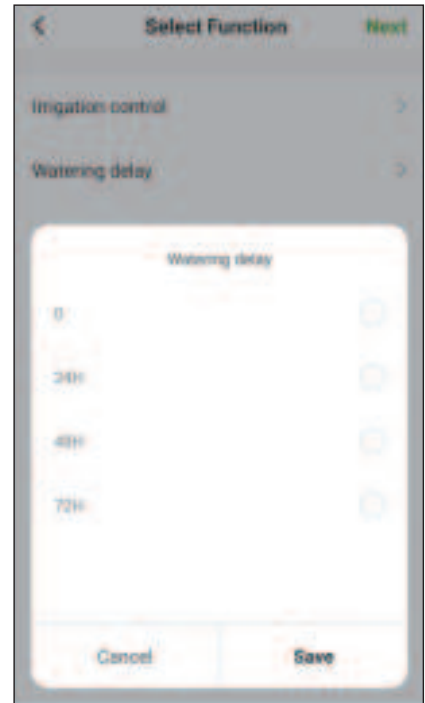 Select Function Next
Irrigation control
Watering delay
Watering delay
0
24H
48H
72H
Cancel Save